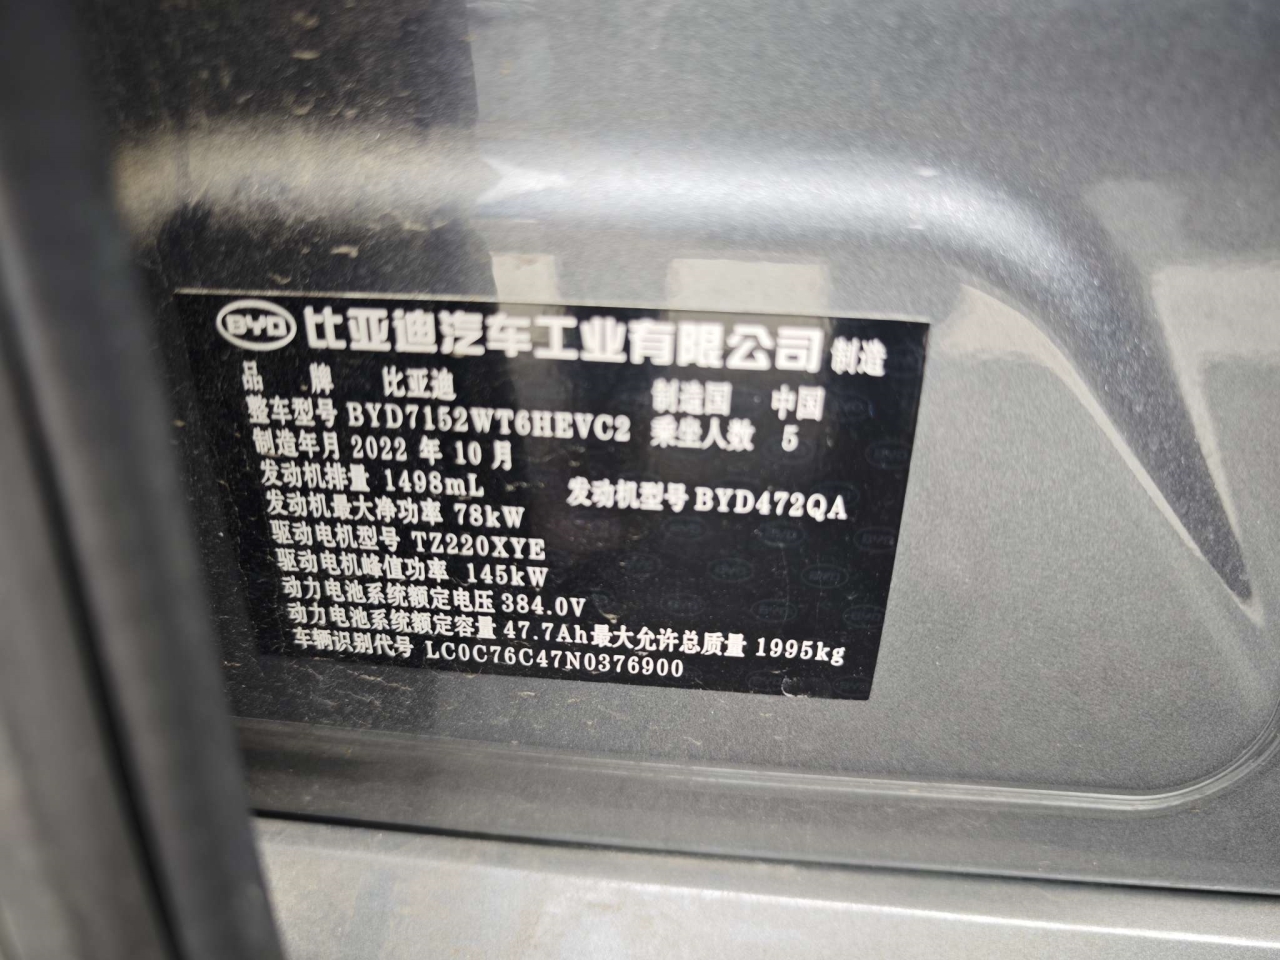 BYD 比亚迪汽车工业有限公司 制造
品 牌 比亚迪 制造国 中国
整车型号 BYD7152WT6HEVC2 乘坐人数 5
制造年月 2022 年 10 月
发动机排量 1498mL 发动机型号 BYD472QA
发动机最大净功率 78kW
驱动电机型号 TZ220XYE
驱动电机峰值功率 145kW
动力电池系统额定电压 384.0V
动力电池系统额定容量 47.7Ah 最大允许总质量 1995kg
车辆识别代号 LC0C76C47N0376900